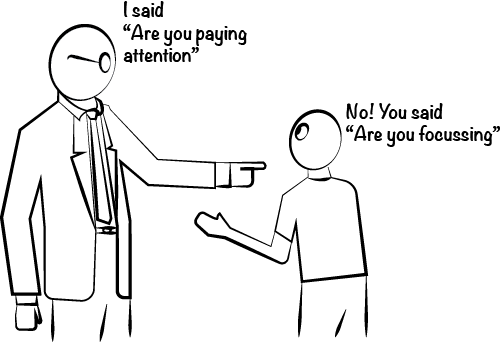 I said
“Are you paying
attention”
No! You said
“Are you focussing”